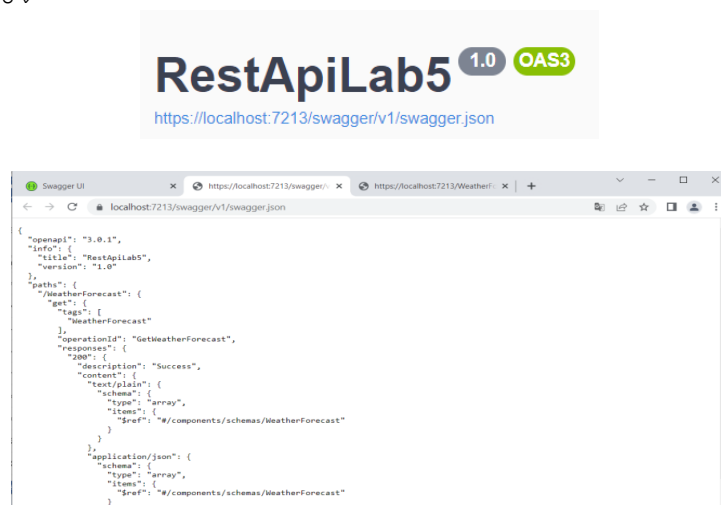 RestApiLab5 1.0 OAS3
https://localhost:7213/swagger/v1/swagger.json
Swagger UI https://localhost:7213/swagger/v https://localhost:7213/WeatherFc
localhost:7213/swagger/v1/swagger.json
{
"openapi": "3.0.1",
"info": {
"title": "RestApiLab5",
"version": "1.0"
},
"paths": {
"/WeatherForecast": {
"get": {
"tags": [
"WeatherForecast"
],
"operationId": "GetWeatherForecast",
"responses": {
"200": {
"description": "Success",
"content": {
"text/plain": {
"schema": {
"type": "array",
"items": {
"$ref": "#/components/schemas/WeatherForecast"
}
}
},
"application/json": {
"schema": {
"type": "array",
"items": {
"$ref": "#/components/schemas/WeatherForecast"
}